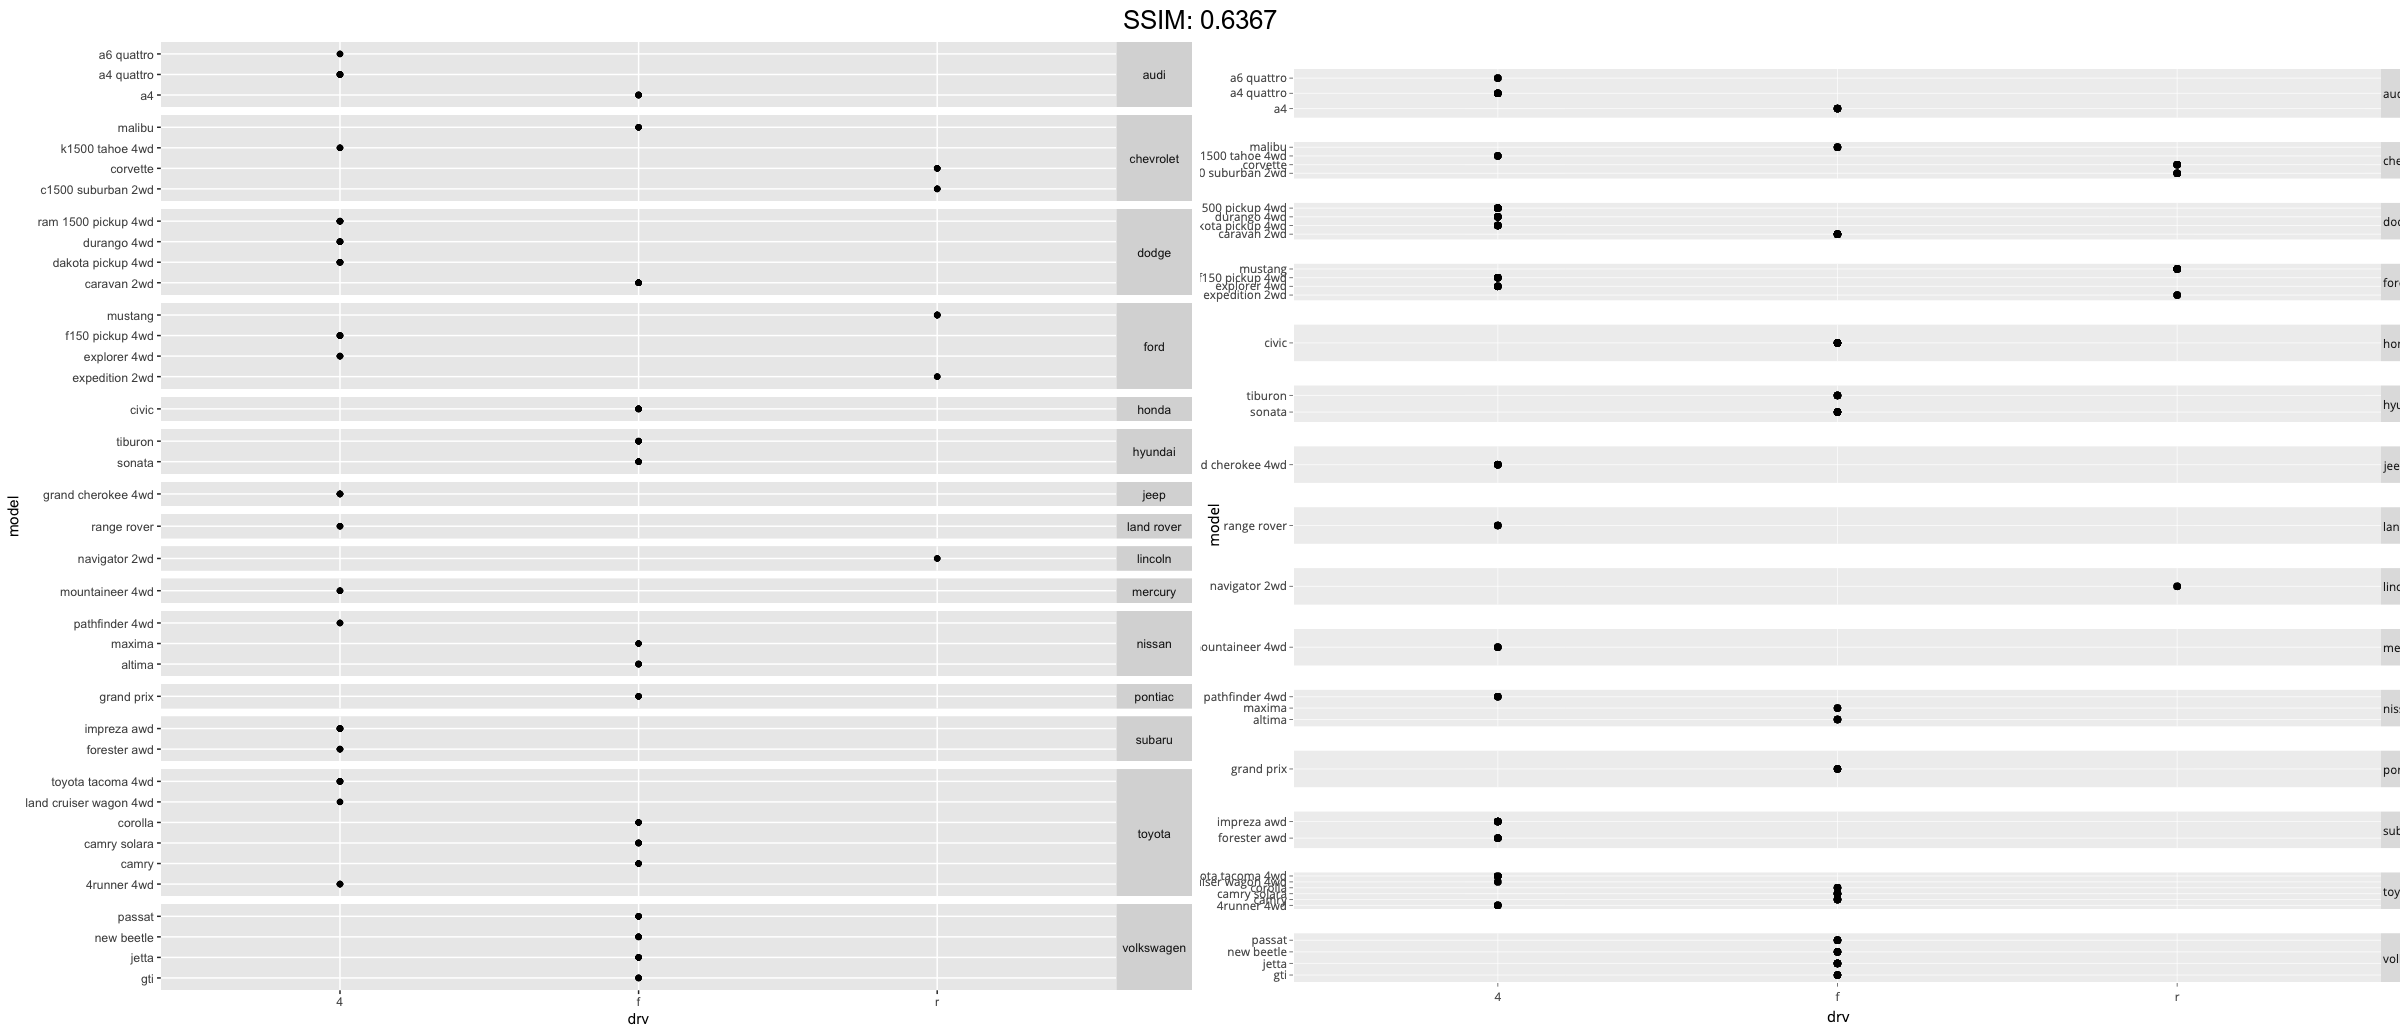 SSIM: 0.6367
a6 quattro
a4 quattro
a4
audi
malibu
k1500 tahoe 4wd
corvette
c1500 suburban 2wd
chevrolet
ram 1500 pickup 4wd
durango 4wd
dakota pickup 4wd
caravan 2wd
dodge
mustang
f150 pickup 4wd
explorer 4wd
expedition 2wd
ford
civic
honda
tiburon
sonata
hyundai
grand cherokee 4wd
jeep
range rover
land rover
navigator 2wd
lincoln
mountaineer 4wd
mercury
pathfinder 4wd
maxima
altima
nissan
grand prix
pontiac
impreza awd
forester awd
subaru
toyota tacoma 4wd
land cruiser wagon 4wd
corolla
camry solara
camry
4runner 4wd
toyota
passat
new beetle
jetta
gti
volkswagen
model
4
f
r
drv
a6 quattro
a4 quattro
a4
aud
malibu
1500 tahoe 4wd
corvette
0 suburban 2wd
che
500 pickup 4wd
durango 4wd
kota pickup 4wd
caravan 2wd
doc
mustang
f150 pickup 4wd
explorer 4wd
expedition 2wd
for
civic
hon
tiburon
sonata
hyu
d cherokee 4wd
jee
range rover
lan
navigator 2wd
linc
ountaineer 4wd
me
pathfinder 4wd
maxima
altima
nis
grand prix
por
impreza awd
forester awd
sub
ota tacoma 4wd
iser wagon 4wd
corolla
camry solara
camry
4runner 4wd
toy
passat
new beetle
jetta
gti
vol
model
4
f
r
drv